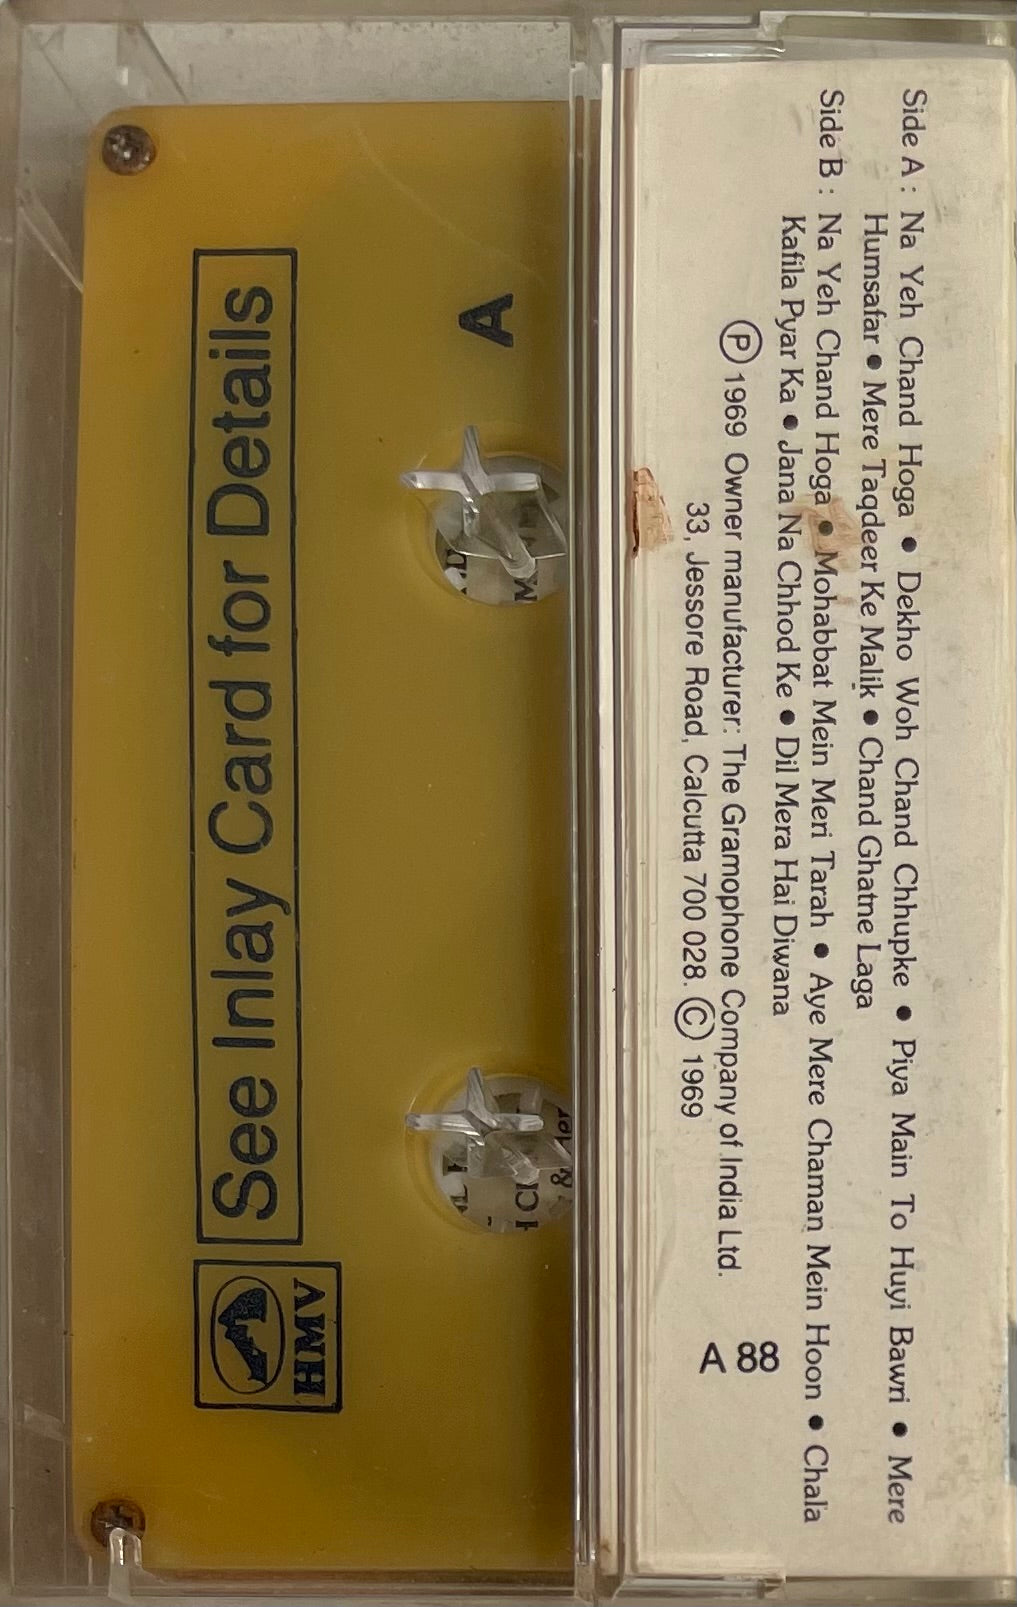 Side A : Na Yeh Chand Hoga • Dekho Woh Chand Chhupke • Piya Main To Huyi Bawri • Mere
Humsafar • Mere Taqdeer Ke Malik • Chand Ghatne Laga
Side B : Na Yeh Chand Hoga • Mohabbat Mein Meri Tarah • Aye Mere Chaman Mein Hoon • Chala
Kafila Pyar Ka • Jana Na Chhod Ke • Dil Mera Hai Diwana
Ⓟ 1969 Owner manufacturer: The Gramophone Company of India Ltd.
33, Jessore Road, Calcutta 700 028. © 1969
88
A
A
See Inlay Card for Details
HMV